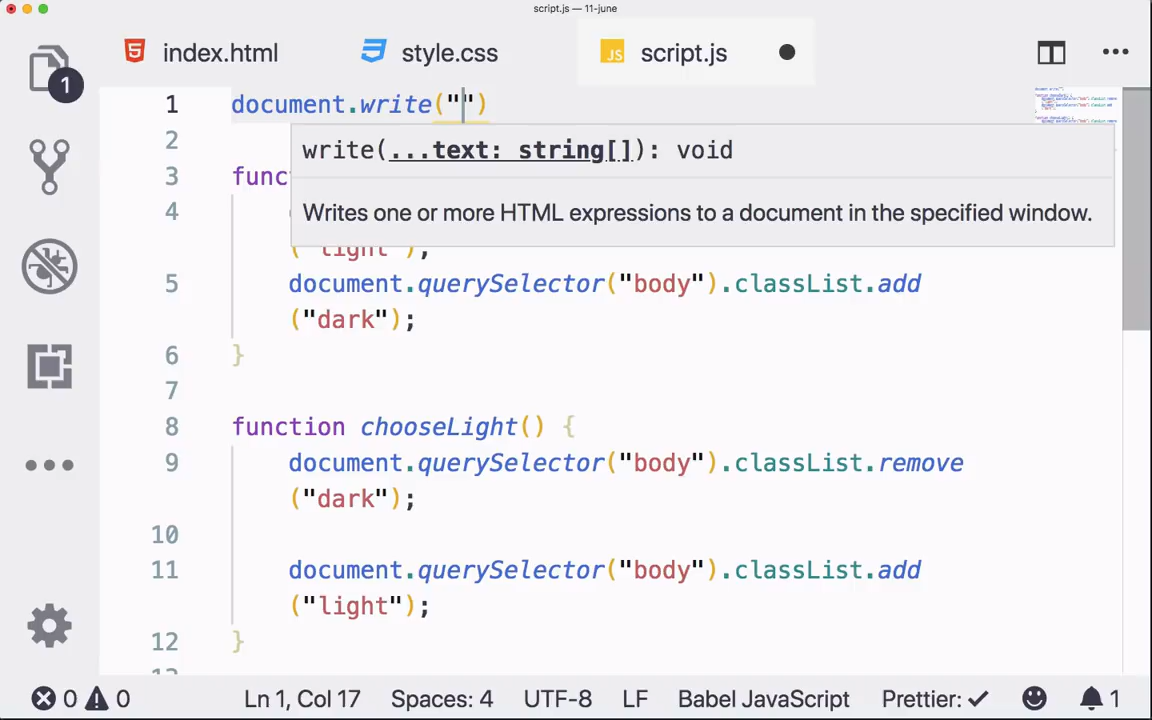 script.js — 11-june
index.html
style.css
JS script.js
1
1 document.write("")
2 write(...text: string[]): void
3 func
Writes one or more HTML expressions to a document in the specified window.
4
("light");
5 document.querySelector("body").classList.add
("dark");
6 }
7
8 function chooseLight() {
9 document.querySelector("body").classList.remove
("dark");
10
11 document.querySelector("body").classList.add
("light");
12 }
0 0 Ln 1, Col 17 Spaces: 4 UTF-8 LF Babel JavaScript Prettier: ✓ 1